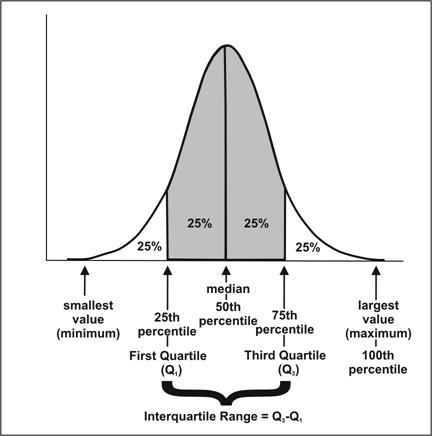 25%
25%
25%
25%
smallest
value
(minimum)
25th
percentile
First Quartile
(Q₁)
median
50th
percentile
75th
percentile
Third Quartile
(Q₃)
largest
value
(maximum)
100th
percentile
Interquartile Range = Q₃-Q₁